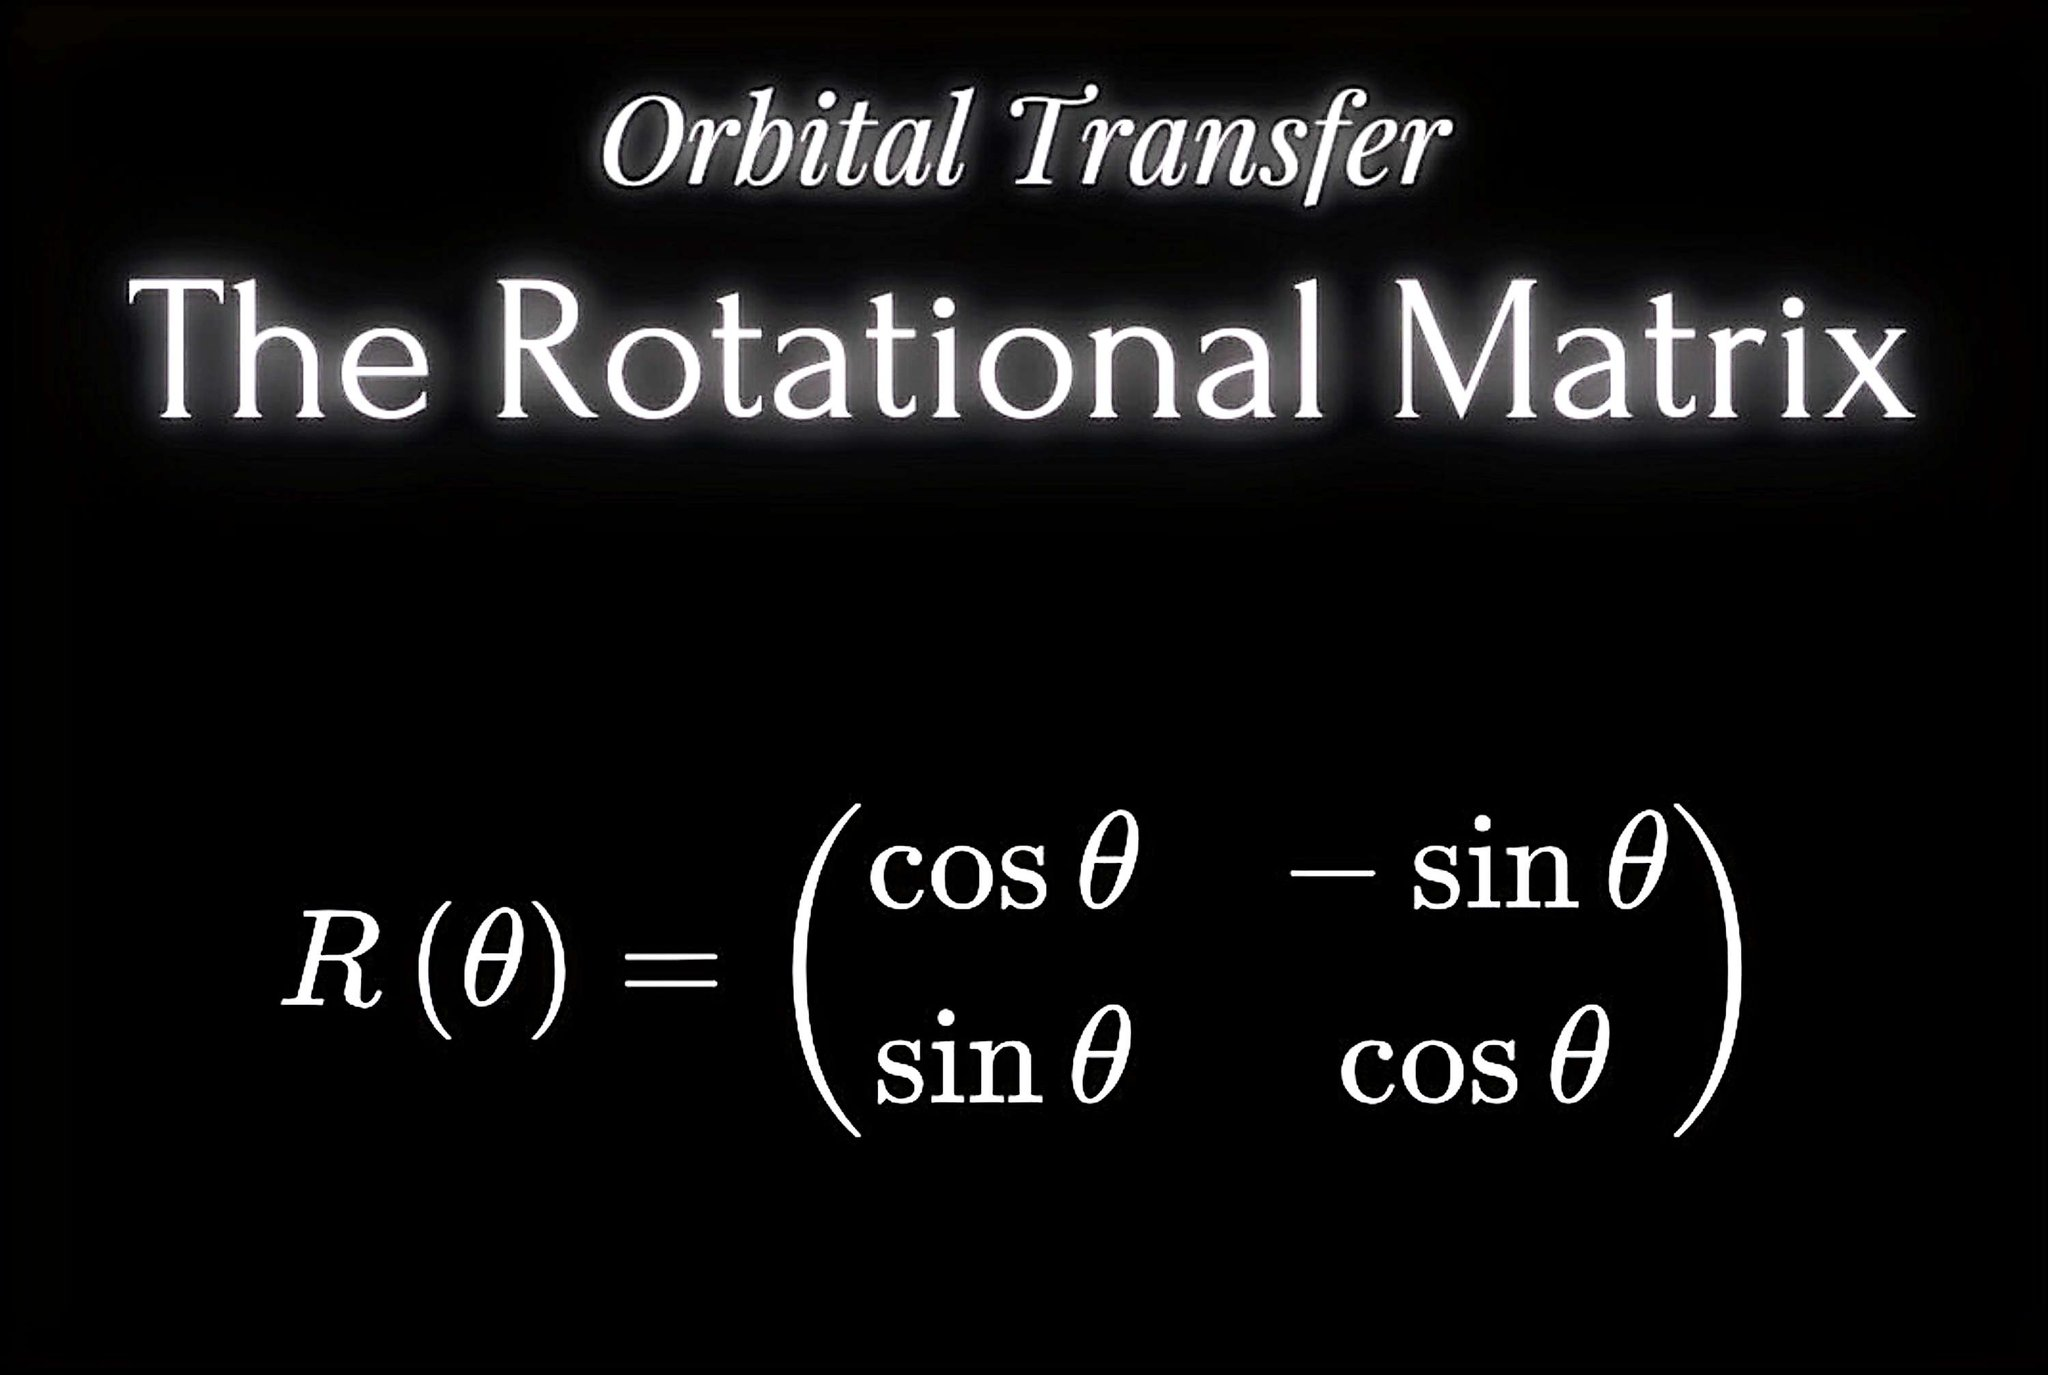 Orbital Transfer
The Rotational Matrix
R (θ) = ( cos θ − sin θ
sin θ cos θ )